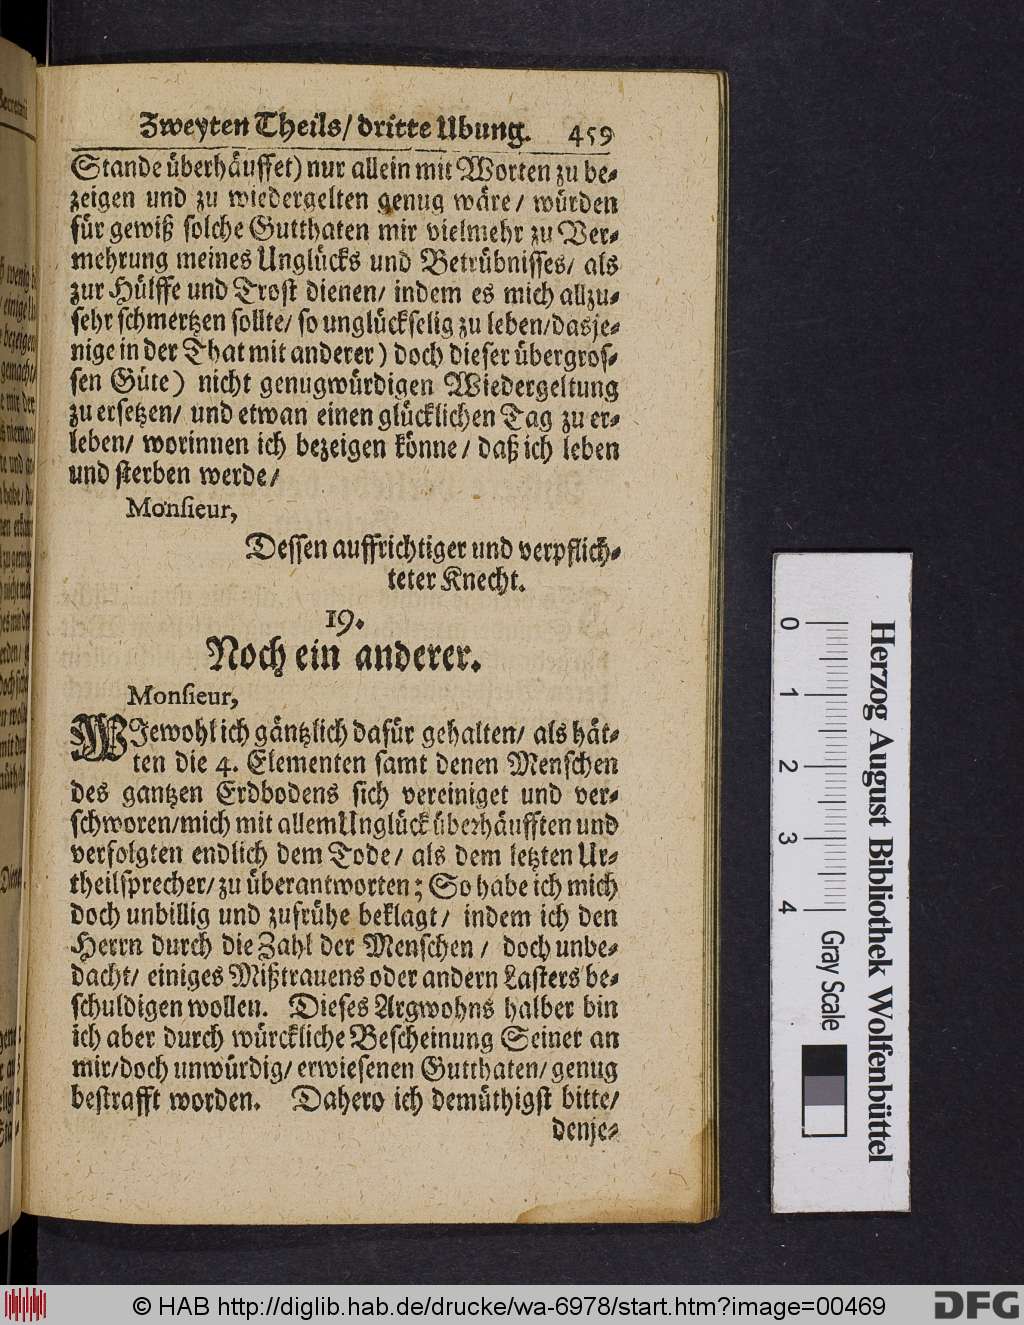 Zweyten Theils/ dritte Ubung. 459
Stande überhäuffet) nur allein mit Worten zu be-
zeigen und zu wiedergelten genug wäre/ würden
für gewiß solche Gutthaten mir vielmehr zu Ver-
mehrung meines Unglücks und Betrübnisses/ als
zur Hülffe und Trost dienen/ indem es mich allzu-
sehr schmertzen sollte/ so unglückselig zu leben/ dasje-
nige in der That mit anderer) doch dieser übergros-
sen Güte) nicht genugwürdigen Wiedergeltung
zu ersetzen/ und etwan einen glücklichen Tag zu er-
leben/ worinnen ich bezeigen könne/ daß ich leben
und sterben werde/
Monsieur,
Dessen auffrichtiger und verpflich-
teter Knecht.
19.
Noch ein anderer.
Monsieur,
WJewohl ich gäntzlich dafür gehalten/ als hät-
ten die 4. Elementen samt denen Menschen
des gantzen Erdbodens sich vereiniget und ver-
schworen/ mich mit allem Unglück überhäufften und
verfolgten endlich dem Tode/ als dem letzten Ur-
theilsprecher/ zu überantworten; So habe ich mich
doch unbillig und zufrühe beklagt/ indem ich den
Herrn durch die Zahl der Menschen/ doch unbe-
dacht/ einiges Mißtrauens oder andern Lasters be-
schuldigen wollen. Dieses Argwohns halber bin
ich aber durch würckliche Bescheinung Seiner an
mir/ doch unwürdig/ erwiesenen Gutthaten/ genug
bestrafft worden. Dahero ich demüthigst bitte/
denje-
0 1 2 3 4
Gray Scale
Herzog August Bibliothek Wolfenbüttel
© HAB http://diglib.hab.de/drucke/wa-6978/start.htm?image=00469
DFG